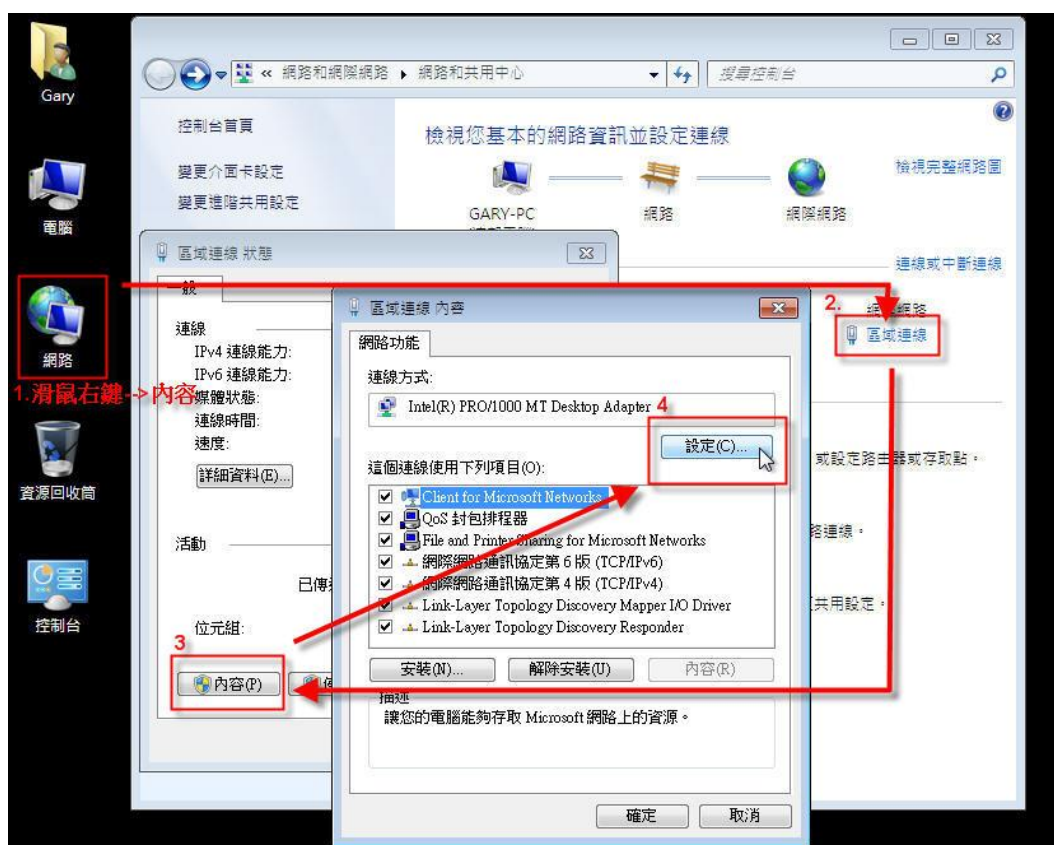 Gary
電腦
網路
1.滑鼠右鍵->內容
資源回收筒
控制台
« 網路和網際網路 ▸ 網路和共用中心
搜尋控制台
控制台首頁
變更介面卡設定
變更進階共用設定
檢視您基本的網路資訊並設定連線
檢視完整網路圖
GARY-PC
網路
網際網路
連線或中斷連線
2.
區域連線
或設定路由器或存取點。
路連線。
共用設定。
區域連線 狀態
一般
連線
IPv4 連線能力:
IPv6 連線能力:
媒體狀態:
連線時間:
速度:
詳細資料(E)...
活動
已傳
位元組:
3
內容(P)
區域連線 內容
網路功能
連線方式:
Intel(R) PRO/1000 MT Desktop Adapter
4
設定(C)...
這個連線使用下列項目(O):
Client for Microsoft Networks
QoS 封包排程器
File and Printer Sharing for Microsoft Networks
網際網路通訊協定第 6 版 (TCP/IPv6)
網際網路通訊協定第 4 版 (TCP/IPv4)
Link-Layer Topology Discovery Mapper I/O Driver
Link-Layer Topology Discovery Responder
安裝(N)...
解除安裝(U)
內容(R)
描述
讓您的電腦能夠存取 Microsoft 網路上的資源。
確定
取消